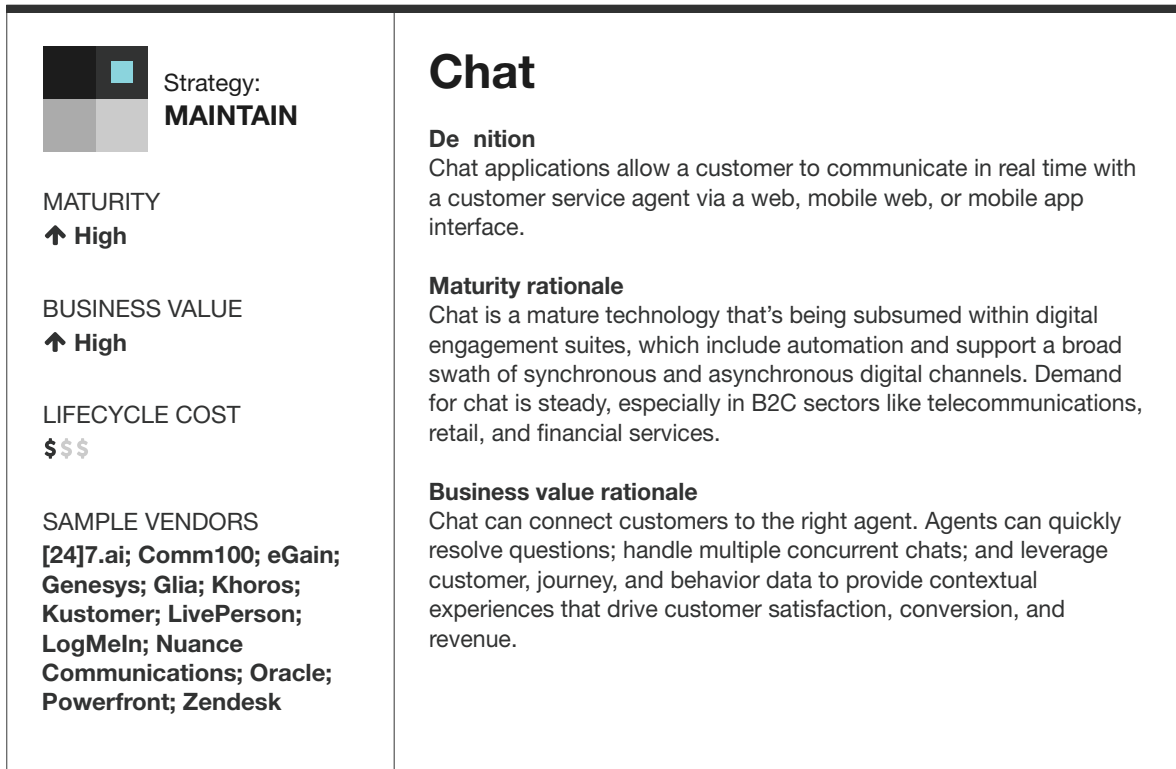 Strategy:
MAINTAIN
MATURITY
↑ High
BUSINESS VALUE
↑ High
LIFECYCLE COST
$$$
SAMPLE VENDORS
[24]7.ai; Comm100; eGain;
Genesys; Glia; Khoros;
Kustomer; LivePerson;
LogMeIn; Nuance
Communications; Oracle;
Powerfront; Zendesk
Chat
De nition
Chat applications allow a customer to communicate in real time with
a customer service agent via a web, mobile web, or mobile app
interface.
Maturity rationale
Chat is a mature technology that’s being subsumed within digital
engagement suites, which include automation and support a broad
swath of synchronous and asynchronous digital channels. Demand
for chat is steady, especially in B2C sectors like telecommunications,
retail, and financial services.
Business value rationale
Chat can connect customers to the right agent. Agents can quickly
resolve questions; handle multiple concurrent chats; and leverage
customer, journey, and behavior data to provide contextual
experiences that drive customer satisfaction, conversion, and
revenue.